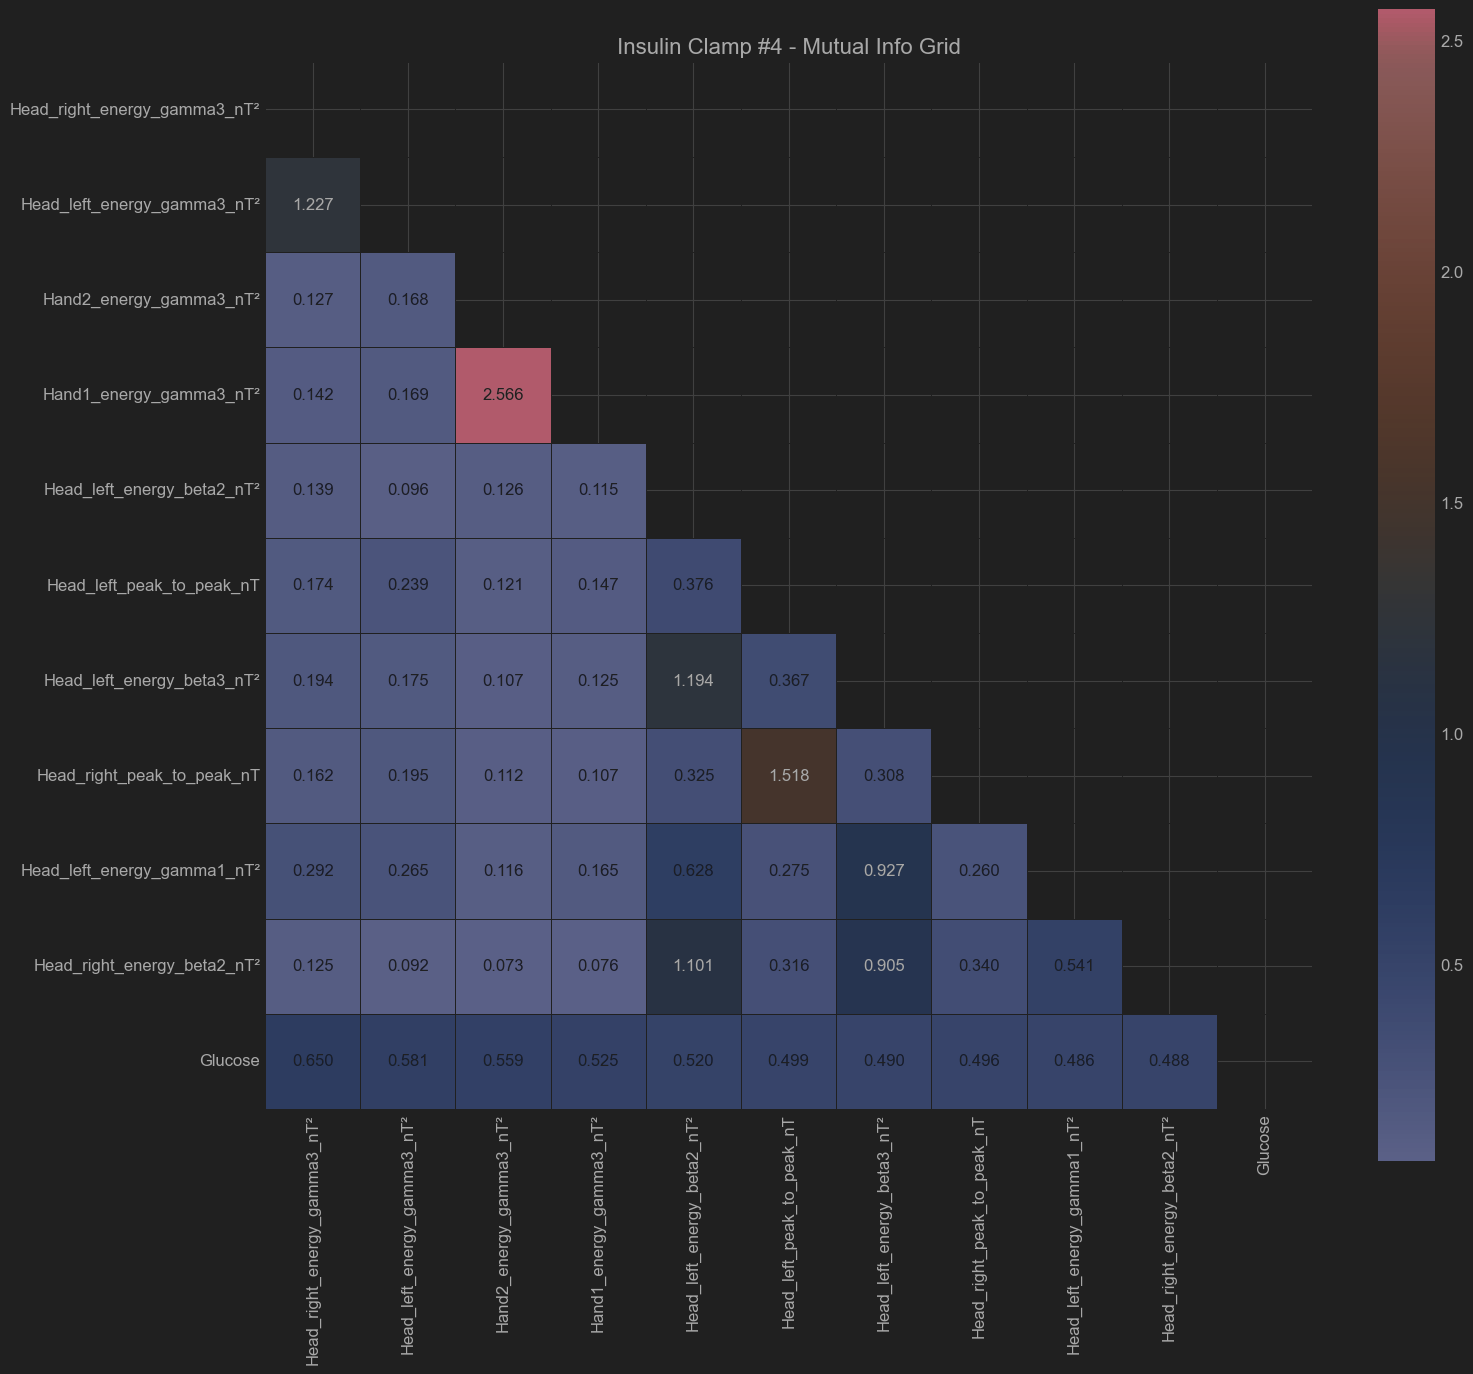 Insulin Clamp #4 - Mutual Info Grid
Head_right_energy_gamma3_nT²
Head_left_energy_gamma3_nT² 1.227
Hand2_energy_gamma3_nT² 0.127 0.168
Hand1_energy_gamma3_nT² 0.142 0.169 2.566
Head_left_energy_beta2_nT² 0.139 0.096 0.126 0.115
Head_left_peak_to_peak_nT 0.174 0.239 0.121 0.147 0.376
Head_left_energy_beta3_nT² 0.194 0.175 0.107 0.125 1.194 0.367
Head_right_peak_to_peak_nT 0.162 0.195 0.112 0.107 0.325 1.518 0.308
Head_left_energy_gamma1_nT² 0.292 0.265 0.116 0.165 0.628 0.275 0.927 0.260
Head_right_energy_beta2_nT² 0.125 0.092 0.073 0.076 1.101 0.316 0.905 0.340 0.541
Glucose 0.650 0.581 0.559 0.525 0.520 0.499 0.490 0.496 0.486 0.488
Head_right_energy_gamma3_nT²
Head_left_energy_gamma3_nT²
Hand2_energy_gamma3_nT²
Hand1_energy_gamma3_nT²
Head_left_energy_beta2_nT²
Head_left_peak_to_peak_nT
Head_left_energy_beta3_nT²
Head_right_peak_to_peak_nT
Head_left_energy_gamma1_nT²
Head_right_energy_beta2_nT²
Glucose
2.5
2.0
1.5
1.0
0.5